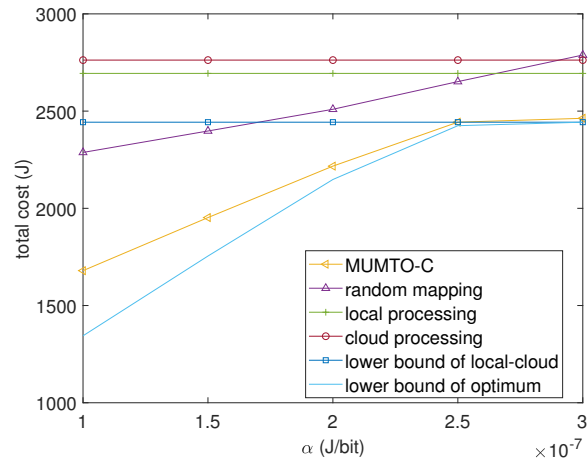 3000
2500
2000
1500
1000
total cost (J)
MUMTO-C
random mapping
local processing
cloud processing
lower bound of local-cloud
lower bound of optimum
1
1.5
2
2.5
3
α (J/bit)
×10⁻⁷